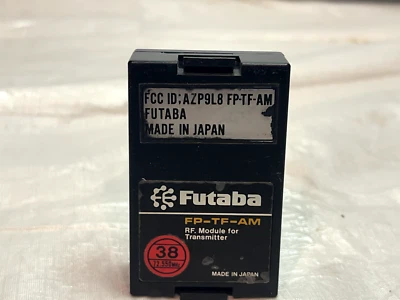 FCC ID:AZP9L8 FP-TF-AM
FUTABA
MADE IN JAPAN
Futaba
FP-TF-AM
RF. Module for
Transmitter
38
MADE IN JAPAN